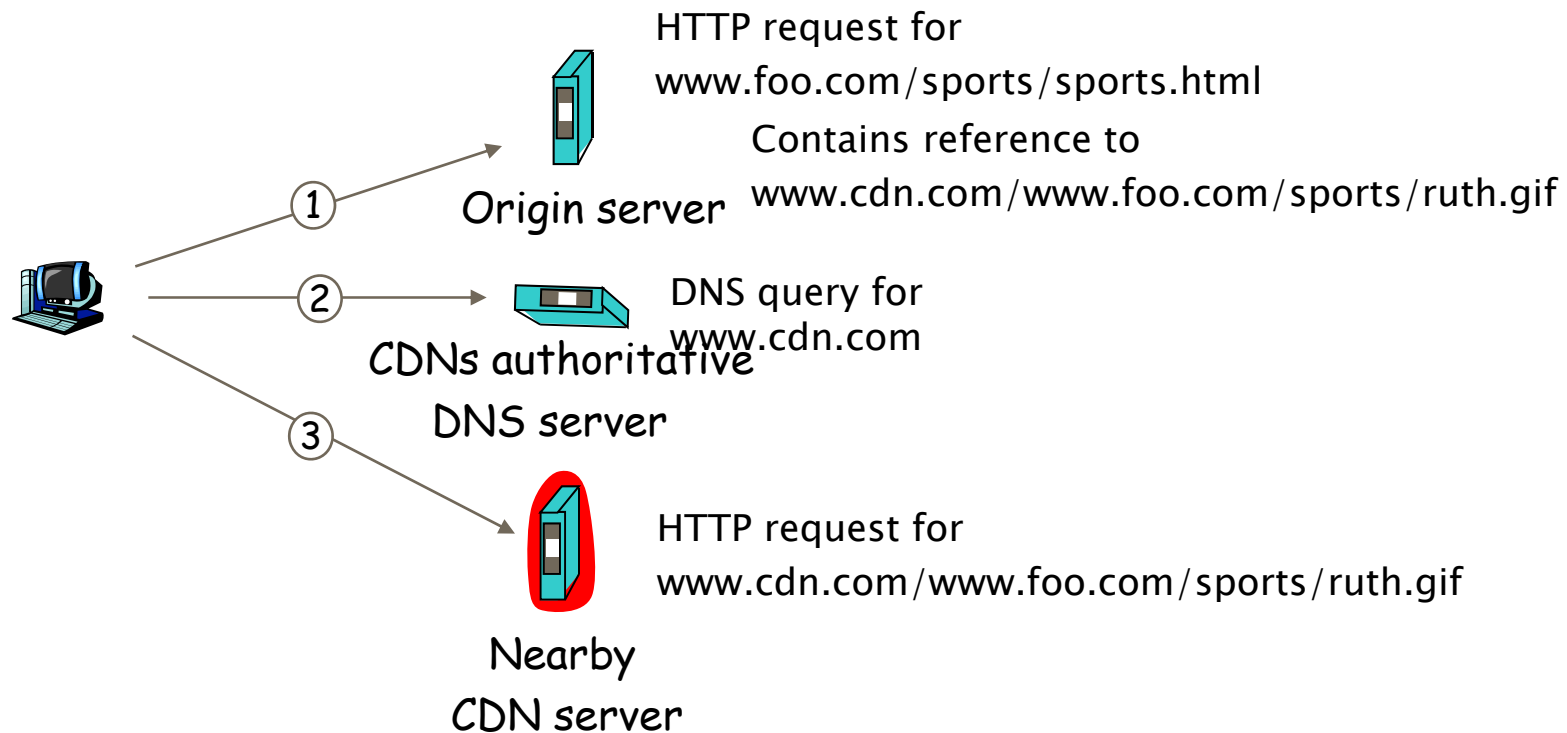 HTTP request for
www.foo.com/sports/sports.html
Contains reference to
www.cdn.com/www.foo.com/sports/ruth.gif
1
Origin server
2
DNS query for
www.cdn.com
CDNs authoritative
DNS server
3
HTTP request for
www.cdn.com/www.foo.com/sports/ruth.gif
Nearby
CDN server